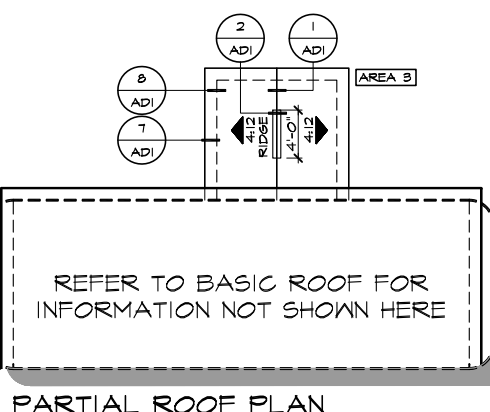 2
ADI
1
ADI
8
ADI
AREA 3
7
ADI
4:12
RIDGE
4'-0"
4:12
REFER TO BASIC ROOF FOR
INFORMATION NOT SHOWN HERE
PARTIAL ROOF PLAN